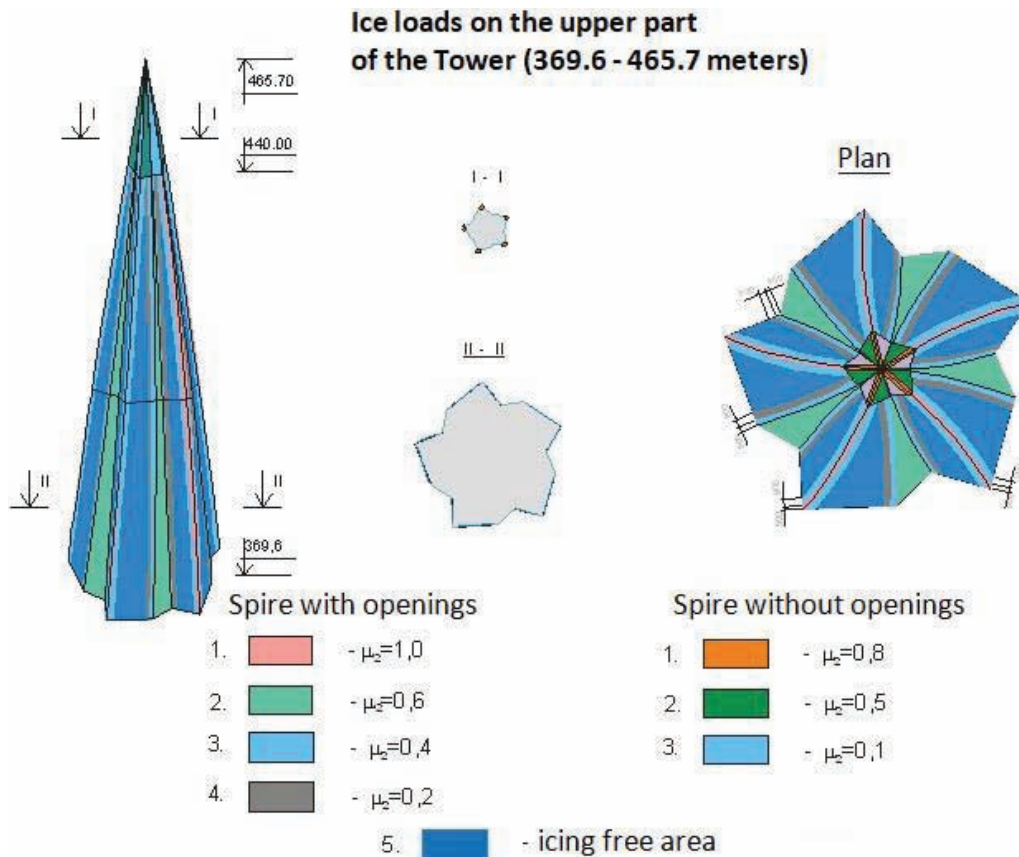 Ice loads on the upper part
of the Tower (369.6 - 465.7 meters)
465.70
I I
440.00
I - I
Plan
II - II
II II
369,6
Spire with openings
1. - μ₂=1,0
2. - μ₂=0,6
3. - μ₂=0,4
4. - μ₂=0,2
Spire without openings
1. - μ₂=0,8
2. - μ₂=0,5
3. - μ₂=0,1
5. - icing free area